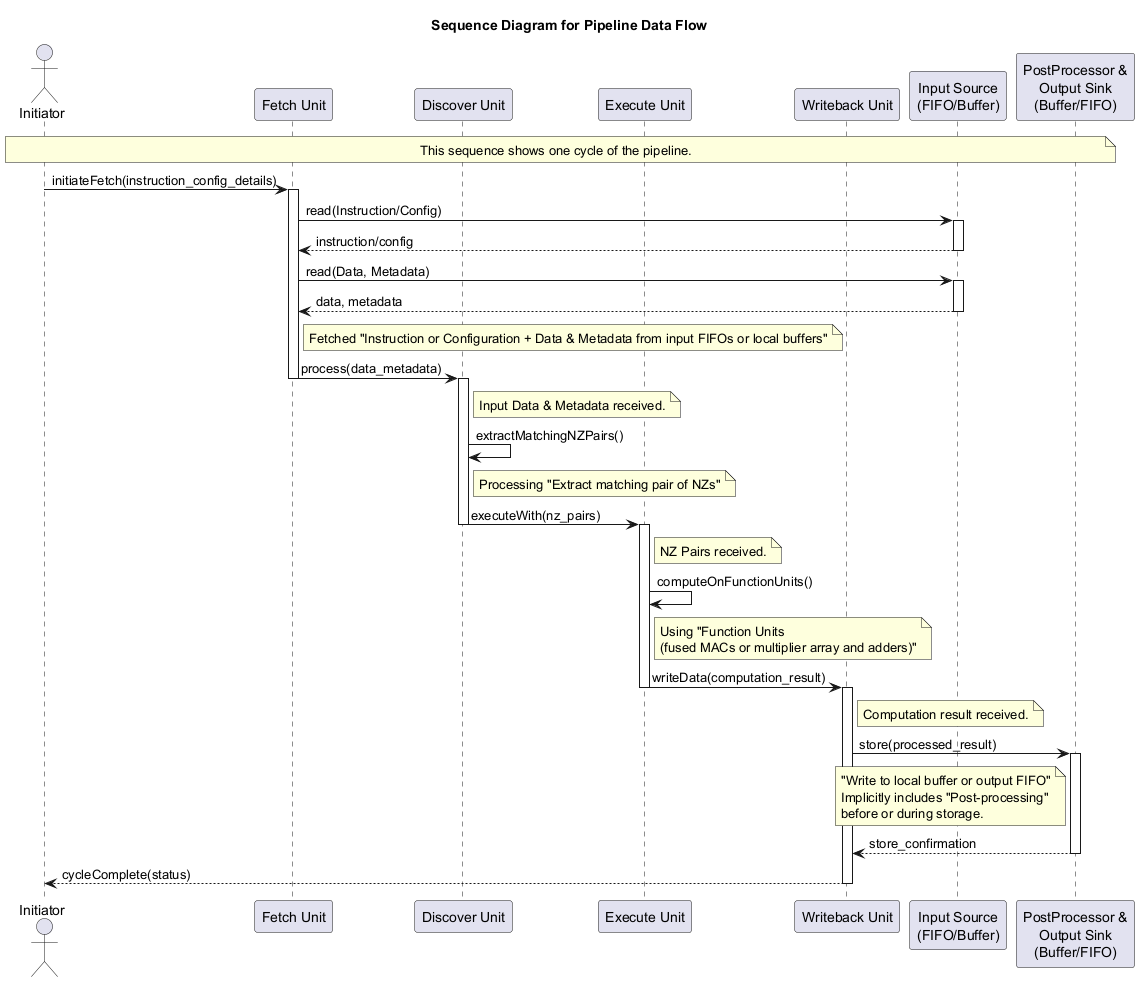 Sequence Diagram for Pipeline Data Flow
Initiator
Fetch Unit
Discover Unit
Execute Unit
Writeback Unit
Input Source
(FIFO/Buffer)
PostProcessor &
Output Sink
(Buffer/FIFO)
This sequence shows one cycle of the pipeline.
initiateFetch(instruction_config_details)
read(Instruction/Config)
instruction/config
read(Data, Metadata)
data, metadata
Fetched "Instruction or Configuration + Data & Metadata from input FIFOs or local buffers"
process(data_metadata)
Input Data & Metadata received.
extractMatchingNZPairs()
Processing "Extract matching pair of NZs"
executeWith(nz_pairs)
NZ Pairs received.
computeOnFunctionUnits()
Using "Function Units
(fused MACs or multiplier array and adders)"
writeData(computation_result)
Computation result received.
store(processed_result)
"Write to local buffer or output FIFO"
Implicitly includes "Post-processing"
before or during storage.
store_confirmation
cycleComplete(status)
Initiator
Fetch Unit
Discover Unit
Execute Unit
Writeback Unit
Input Source
(FIFO/Buffer)
PostProcessor &
Output Sink
(Buffer/FIFO)